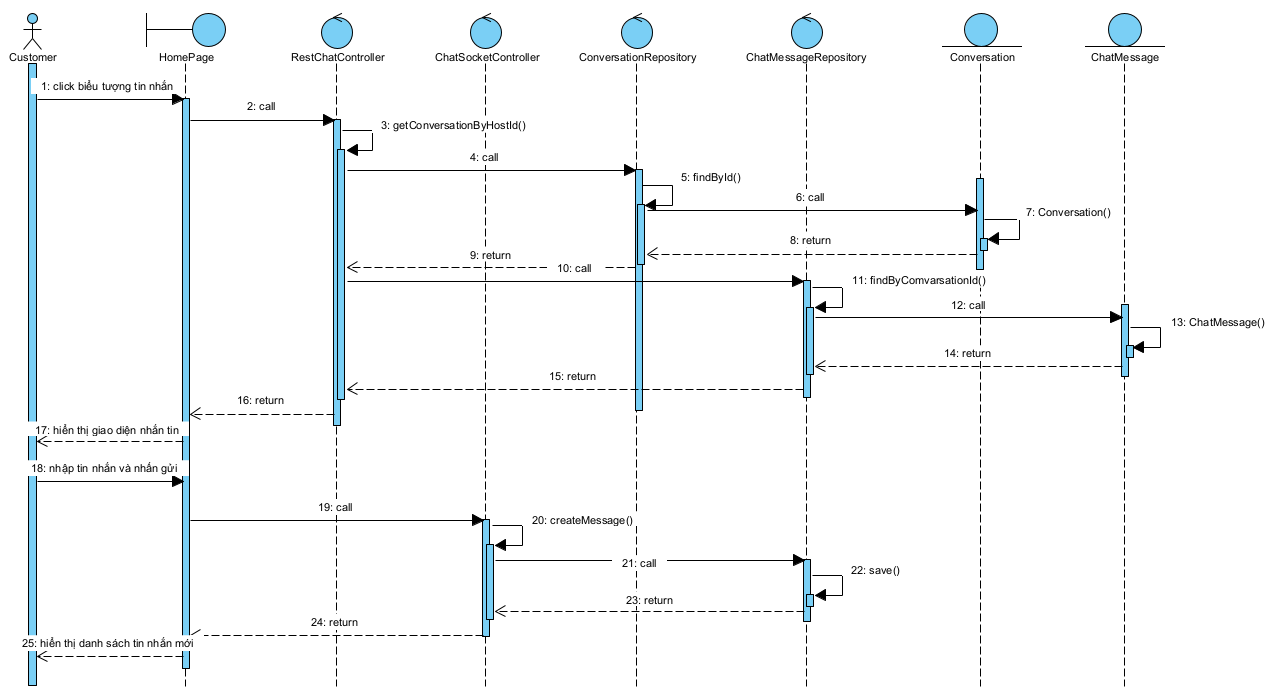 Customer
HomePage
RestChatController
ChatSocketController
ConversationRepository
ChatMessageRepository
Conversation
ChatMessage
1: click biểu tượng tin nhắn
2: call
3: getConversationByHostId()
4: call
5: findById()
6: call
7: Conversation()
8: return
9: return
10: call
11: findByComvarsationId()
12: call
13: ChatMessage()
14: return
15: return
16: return
17: hiển thị giao diện nhắn tin
18: nhập tin nhắn và nhấn gửi
19: call
20: createMessage()
21: call
22: save()
23: return
24: return
25: hiển thị danh sách tin nhắn mới